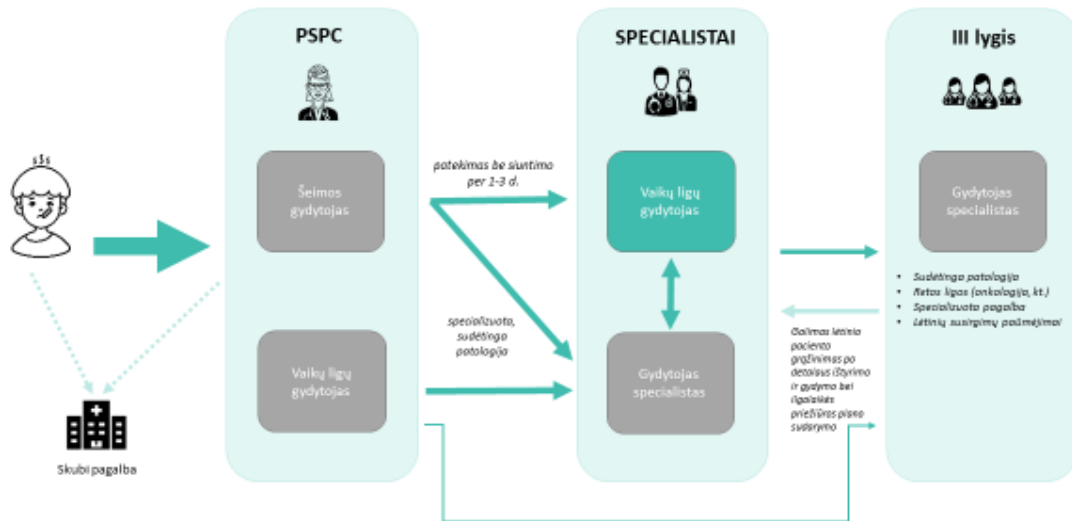 PSPC
SPECIALISTAI
III lygis
Šeimos
gydytojas
patekimas be siuntimo
per 1-3 d.
Vaikų ligų
gydytojas
Gydytojas
specialistas
Sudėtinga patologija
Retos ligos (onkologija, kt.)
Specializuota pagalba
Lėtinių susirgimų paūmėjimai
specializuota,
sudėtinga
patologija
Vaikų ligų
gydytojas
Gydytojas
specialistas
Galimas lėtinio
paciento
grąžinimas po
detalaus ištyrimo
ir gydymo bei
ilgalaikės
priežiūros plano
sudarymo
Skubi pagalba